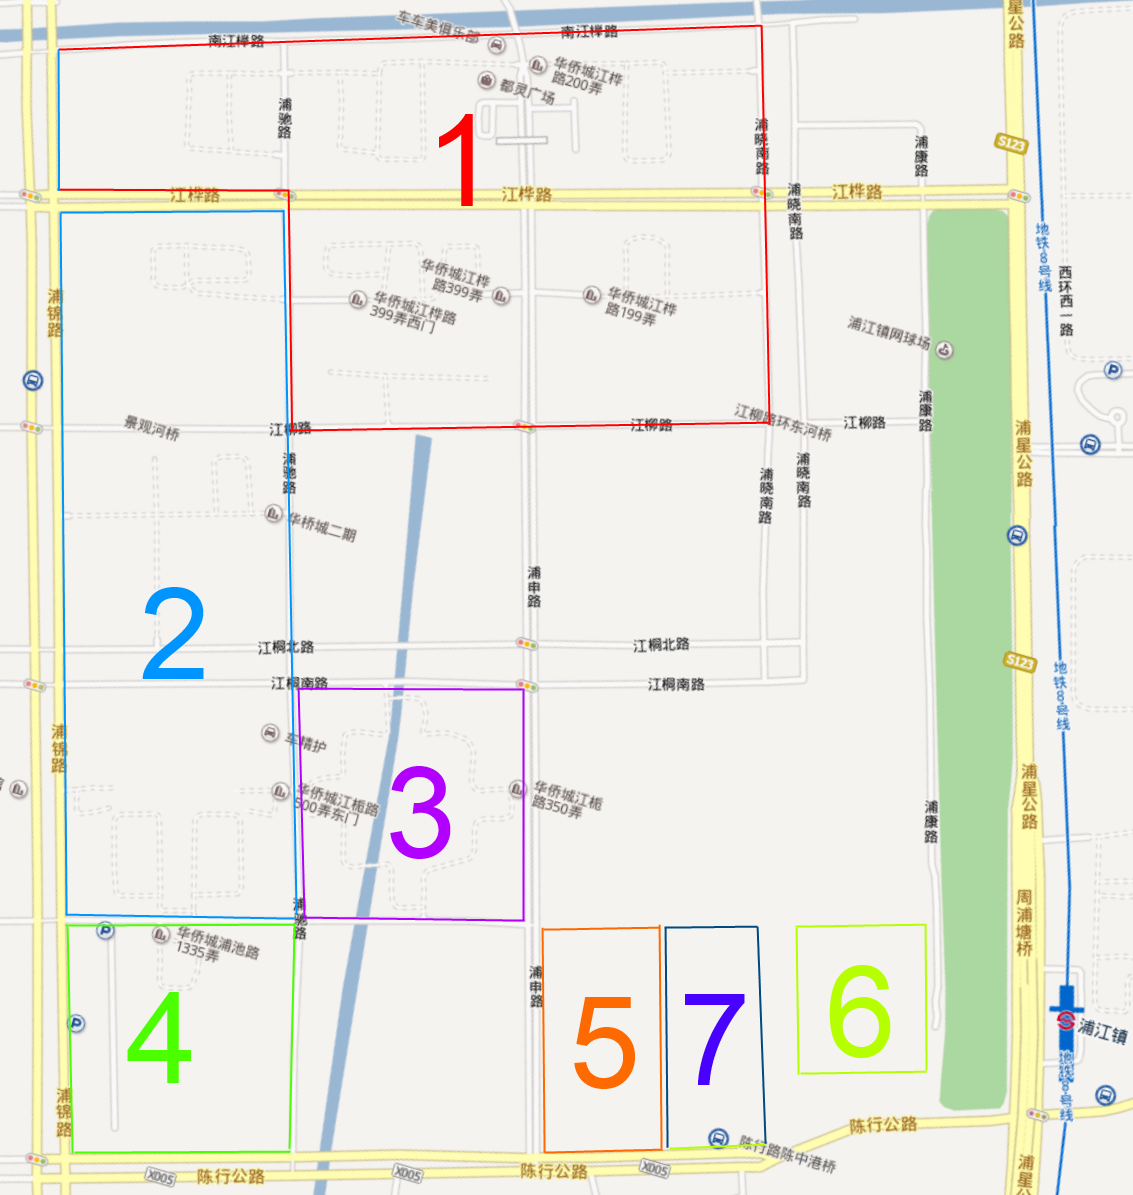 车车美俱乐部
南江桦路
南江桦路
浦星公路
华侨城江桦
路200弄
都灵广场
浦驰路
1
浦晓南路
浦康路
S123
江桦路
江桦路
江桦路
浦晓南路
地铁8号线
西环西一路
华侨城江桦
路399弄
华侨城江桦路
399弄西门
华侨城江桦
路199弄
浦锦路
浦江镇网球场
P
浦康路
景观河桥
江柳路
江柳路
江柳路环东河桥
江柳路
浦星公路
浦驰路
浦晓南路
浦晓南路
华侨城二期
浦申路
2
江桐北路
江桐北路
S123
地铁8号线
江桐南路
江桐南路
浦锦路
车精护
浦星公路
华侨城江栀路
500弄东门
3
华侨城江栀
路350弄
浦康路
浦驰路
周浦塘桥
P
华侨城浦池路
1335弄
浦申路
4
5
7
6
P
浦江镇
地铁8号线
浦锦路
陈行公路
陈行路陈中港桥
X005
陈行公路
X005
陈行公路
X005
浦星公